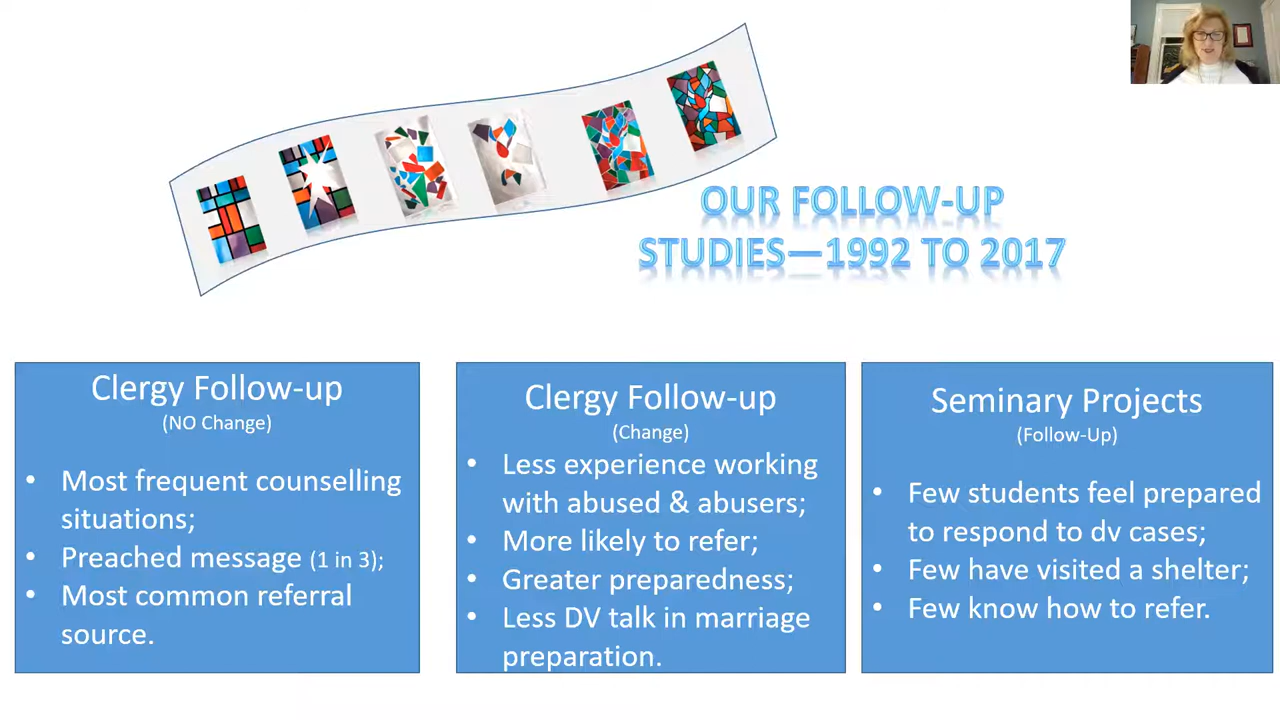 OUR FOLLOW-UP
STUDIES—1992 TO 2017
Clergy Follow-up
(NO Change)
• Most frequent counselling
situations;
• Preached message (1 in 3);
• Most common referral
source.
Clergy Follow-up
(Change)
• Less experience working
with abused & abusers;
• More likely to refer;
• Greater preparedness;
• Less DV talk in marriage
preparation.
Seminary Projects
(Follow-Up)
• Few students feel prepared
to respond to dv cases;
• Few have visited a shelter;
• Few know how to refer.